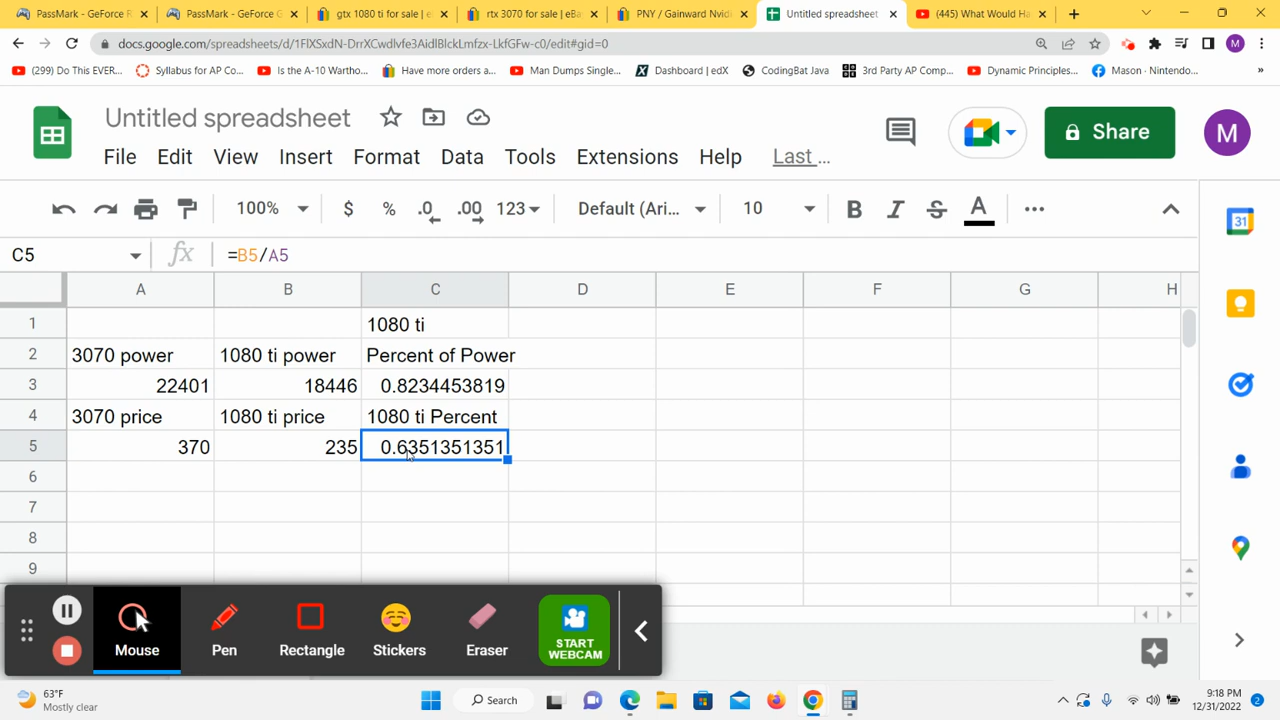 PassMark - GeForce R
PassMark - GeForce G
gtx 1080 ti for sale | e
rtx 3070 for sale | eBa
PNY / Gainward Nvidi
Untitled spreadsheet
(445) What Would Ha
docs.google.com/spreadsheets/d/1FIXSxdN-DrrXCwdlvfe3AidlBlckLmfsr-LkfGFw-c0/edit#gid=0
M
(299) Do This EVER...
Syllabus for AP Co...
Is the A-10 Wartho...
Have more orders a...
Man Dumps Single...
Dashboard | edX
CodingBat Java
3rd Party AP Comp...
Dynamic Principles...
Mason · Nintendo...
»
Untitled spreadsheet
Share
M
File Edit View Insert Format Data Tools Extensions Help Last ...
100% $ % .0 .00 123 Default (Ari... 10 B I S A
31
C5 fx =B5/A5
A B C D E F G H
1 1080 ti
2 3070 power 1080 ti power Percent of Power
3 22401 18446 0.8234453819
4 3070 price 1080 ti price 1080 ti Percent
5 370 235 0.6351351351
6
7
8
9
Mouse Pen Rectangle Stickers Eraser START
WEBCAM
63°F
Mostly clear
Search
9:18 PM
12/31/2022
2